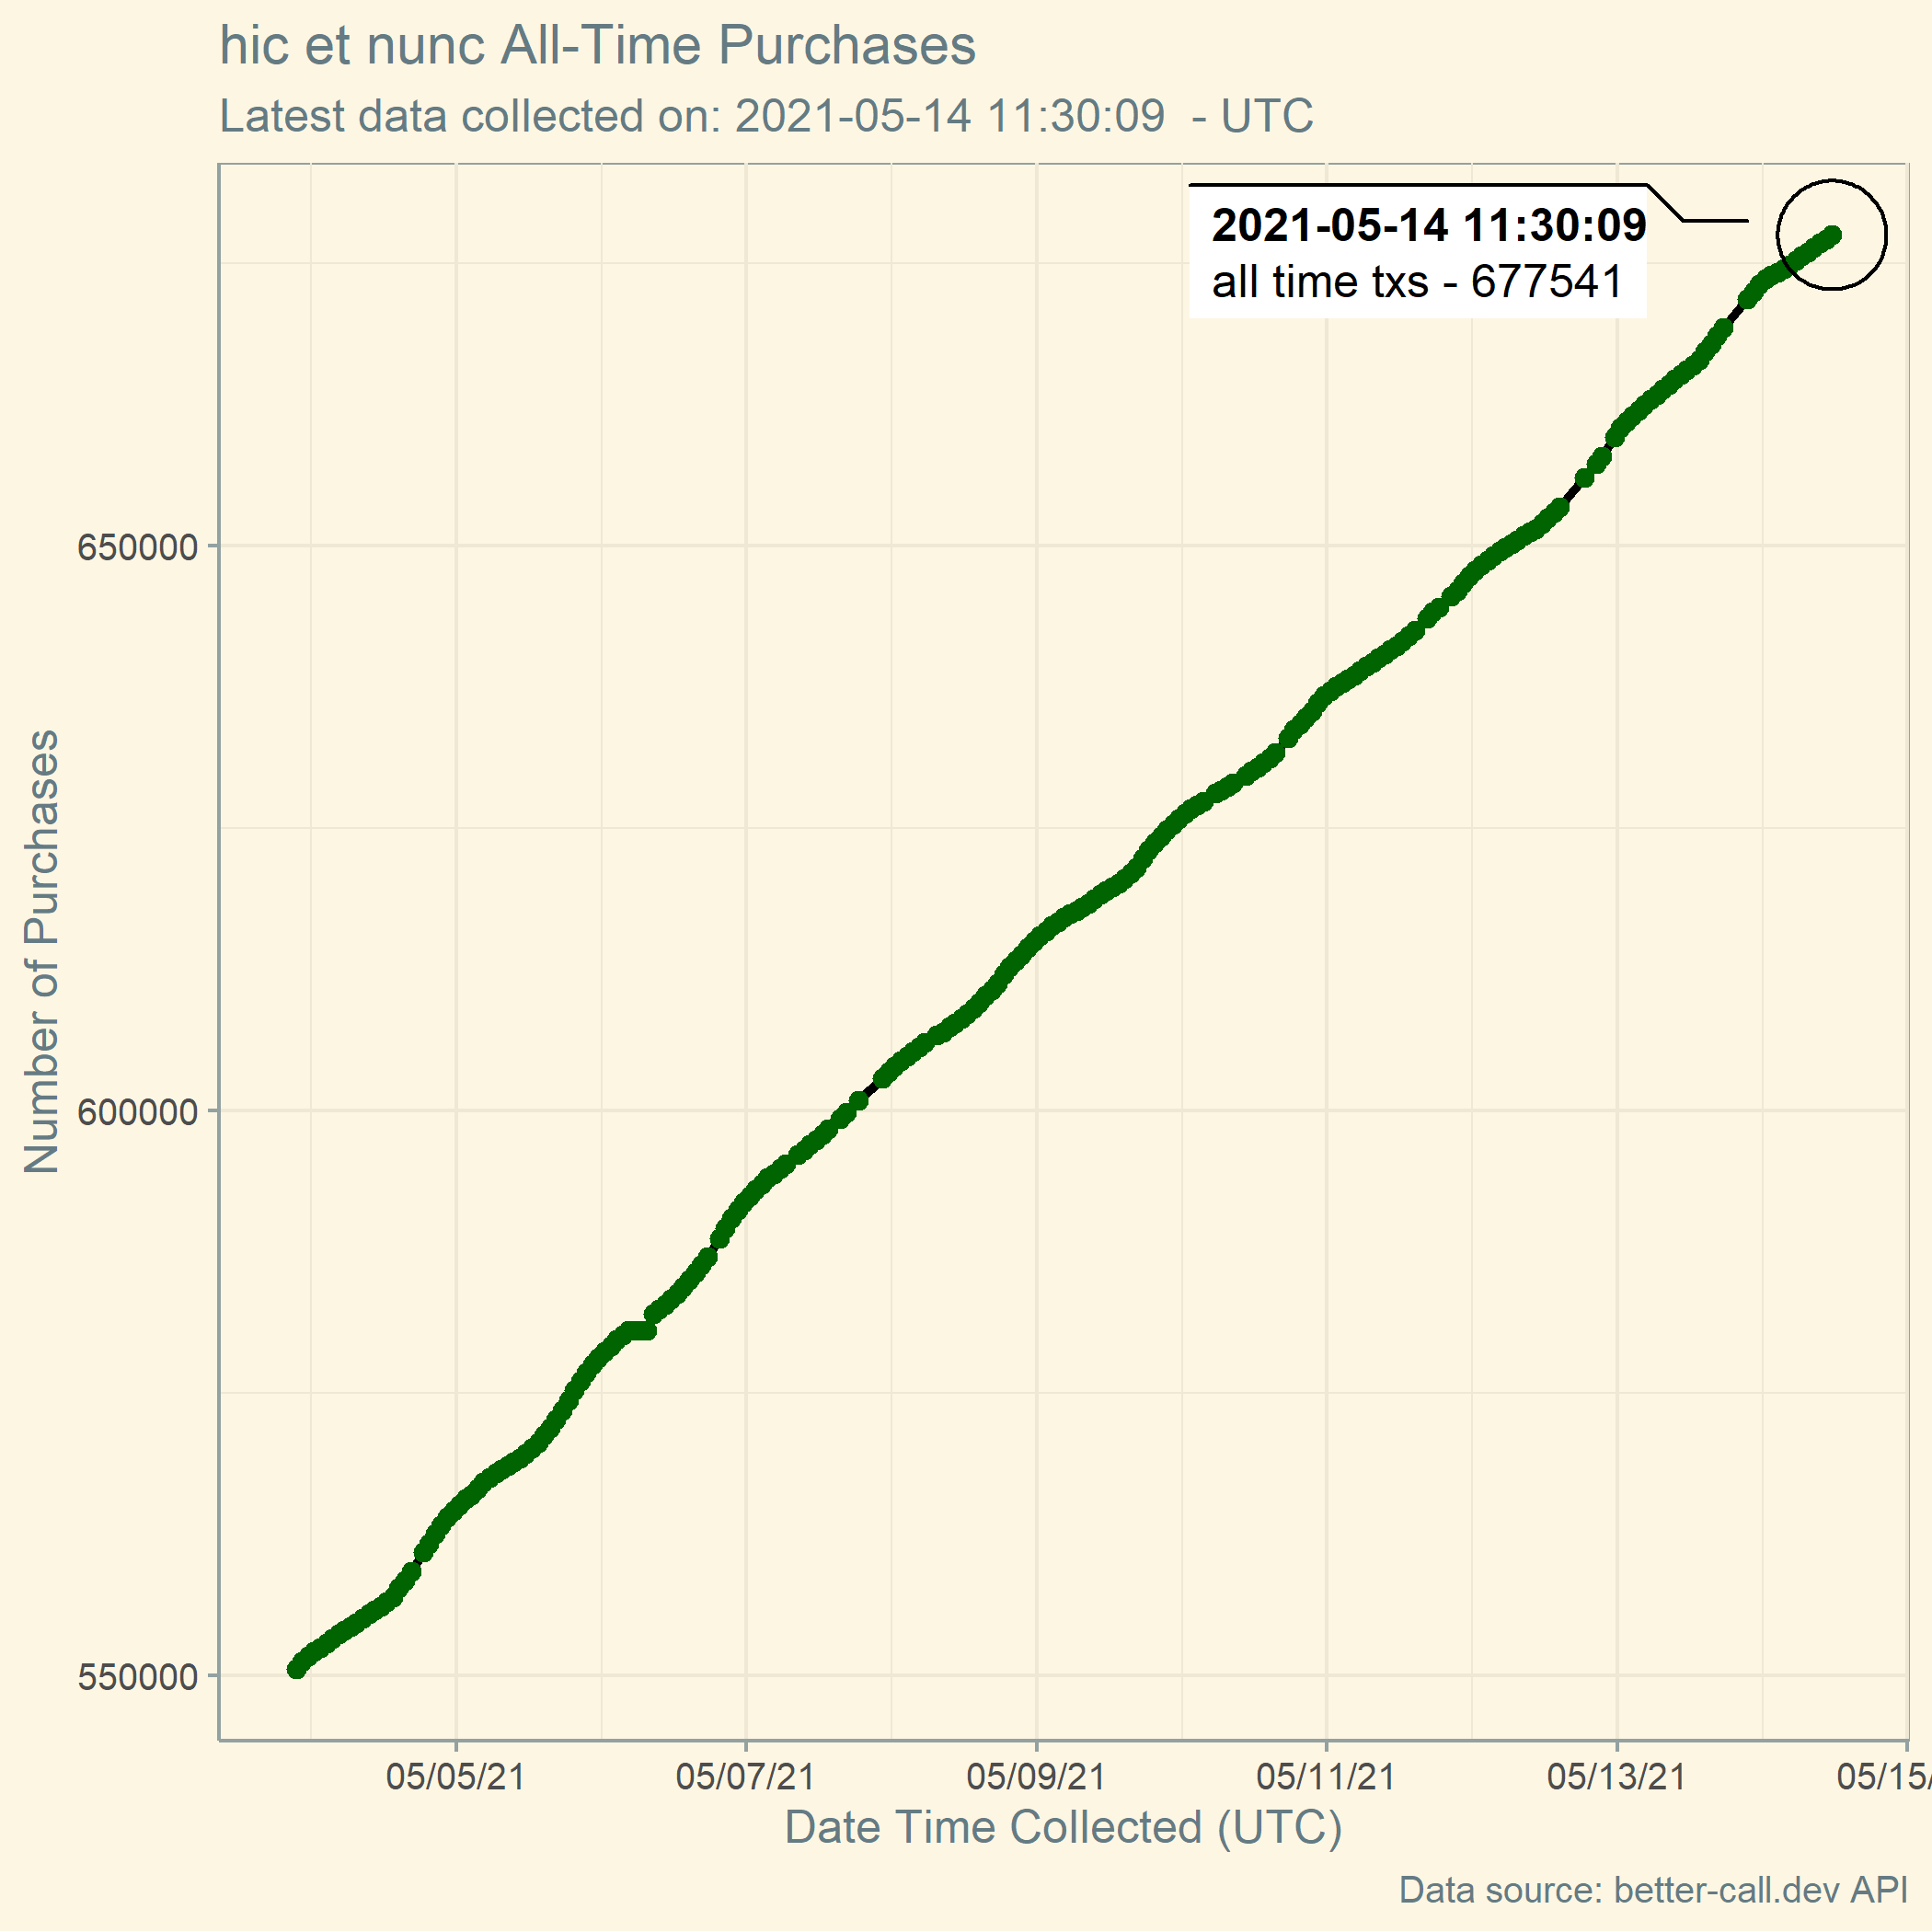 hic et nunc All-Time Purchases
Latest data collected on: 2021-05-14 11:30:09  - UTC
2021-05-14 11:30:09
all time txs - 677541
Number of Purchases
650000
600000
550000
05/05/21
05/07/21
05/09/21
05/11/21
05/13/21
05/15/
Date Time Collected (UTC)
Data source: better-call.dev API